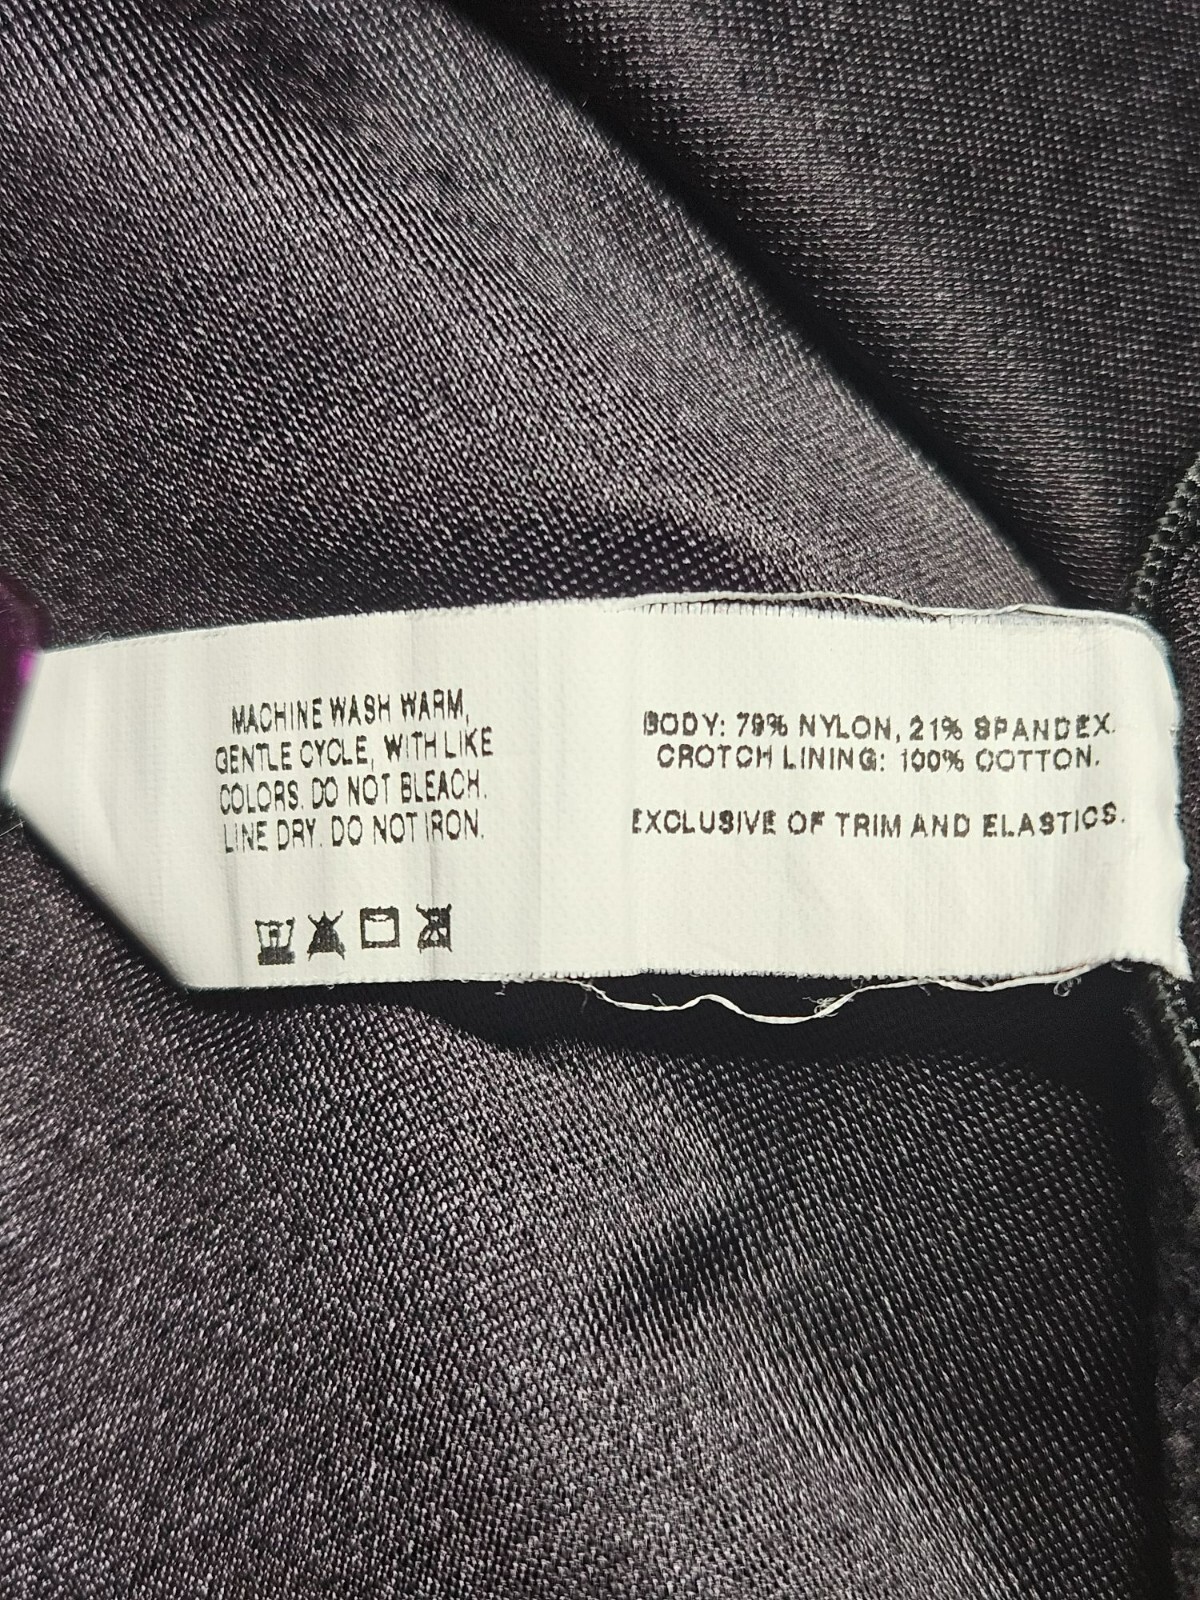 MACHINE WASH WARM,
GENTLE CYCLE, WITH LIKE
COLORS. DO NOT BLEACH.
LINE DRY. DO NOT IRON.
BODY: 79% NYLON, 21% SPANDEX.
CROTCH LINING: 100% COTTON.
EXCLUSIVE OF TRIM AND ELASTICS.